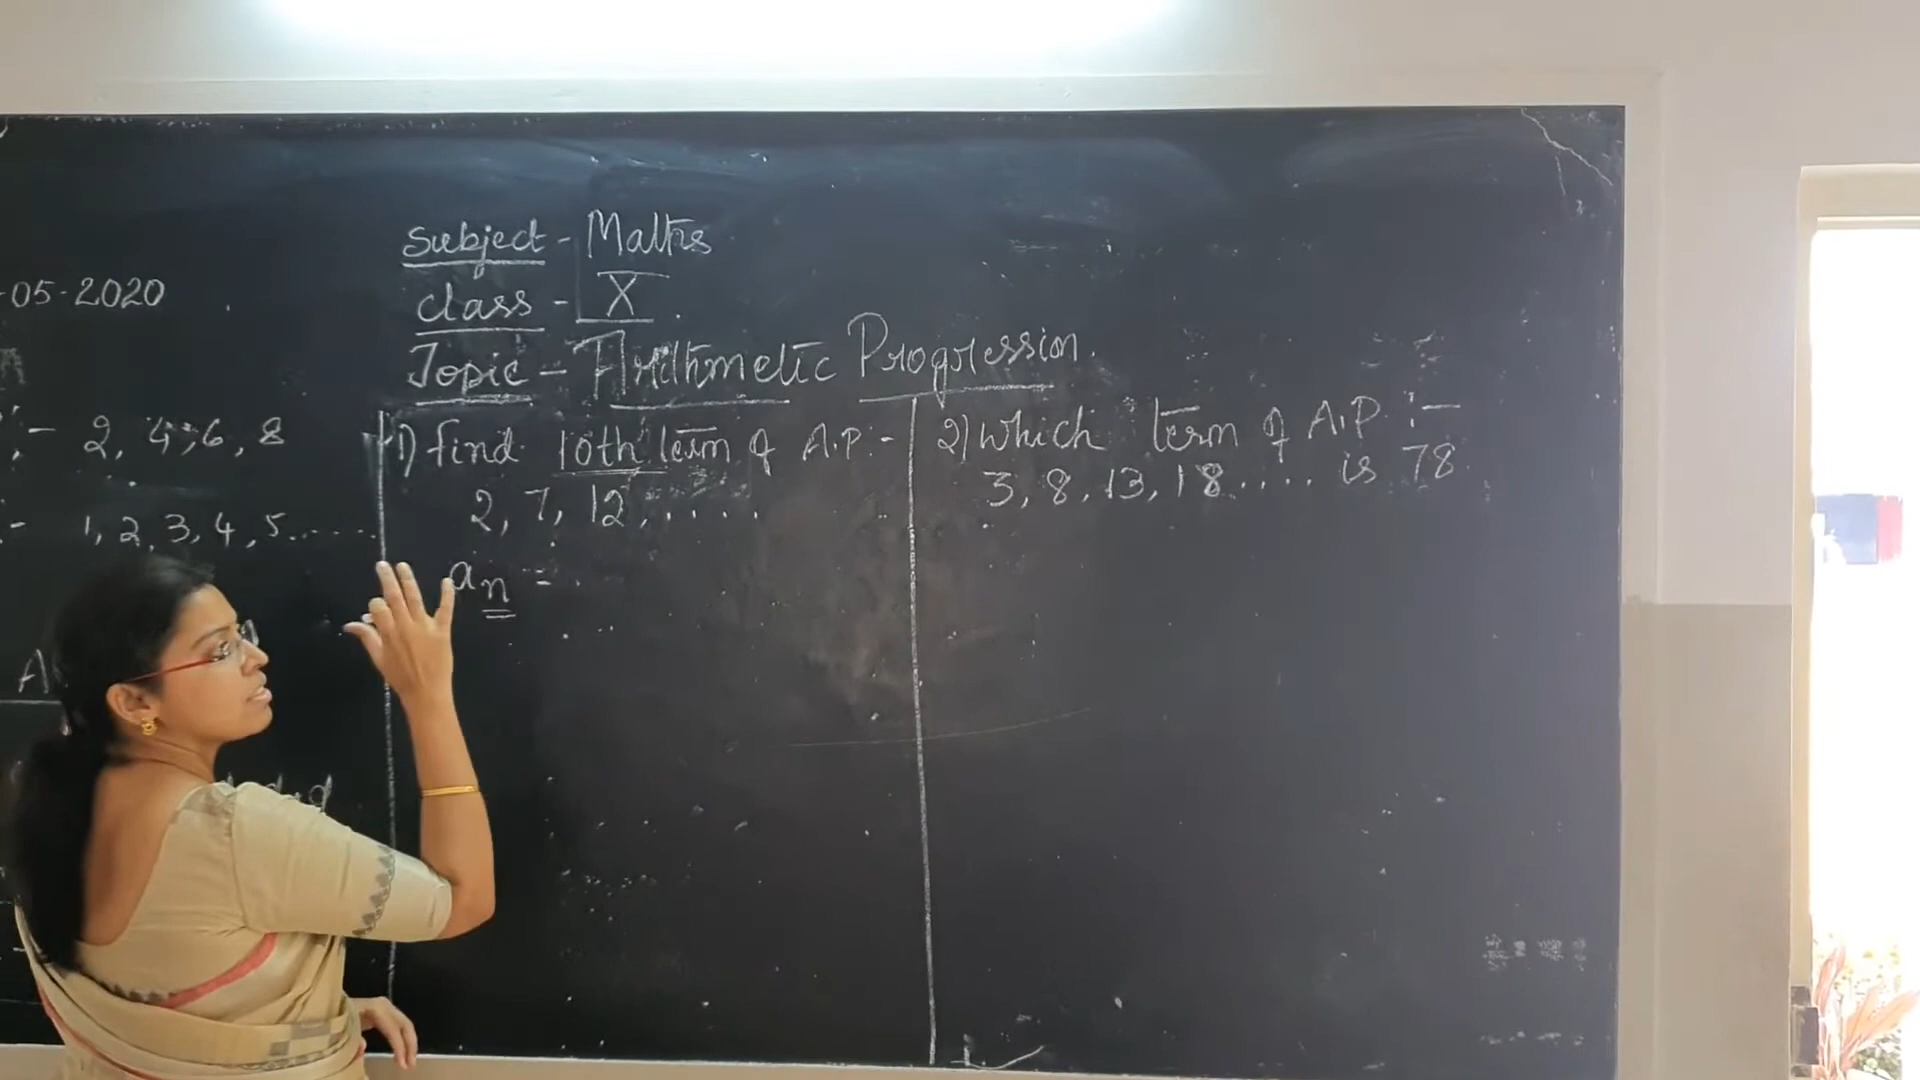 -05-2020
:- 2, 4, 6, 8
:- 1, 2, 3, 4, 5......
Subject - Maths
Class - X.
Topic - Arithmetic Progression.
1) find 10th term of A.P:-
2, 7, 12, .....
an =
2) Which term of A.P :-
3, 8, 13, 18.... is 78